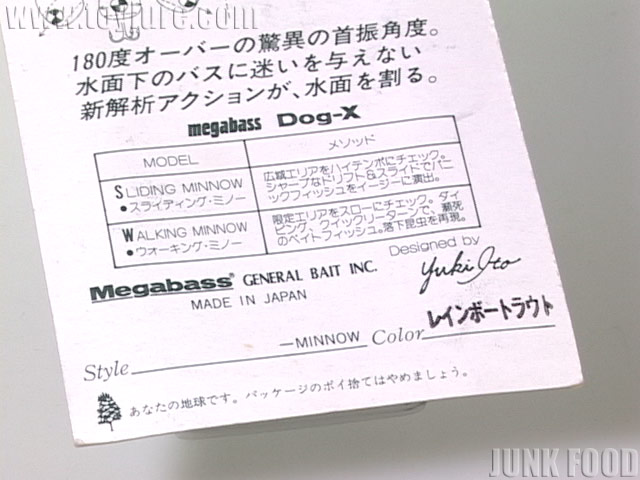 www.toylure.com
180度オーバーの驚異の首振角度。
水面下のバスに迷いを与えない
新解析アクションが、水面を割る。
megabass Dog-X
MODEL
メソッド
SLIDING MINNOW
●スライディング・ミノー
広域エリアをハイテンポにチェック。
シャープなドリフト&スライドでパニ
ックフィッシュをイージーに演出。
WALKING MINNOW
●ウォーキング・ミノー
限定エリアをスローにチェック。ダイ
ビング、クイックリターンで、瀕死
のベイトフィッシュ。落下昆虫を再現。
Designed by
Yuki Ito
Megabass® GENERAL BAIT INC.
MADE IN JAPAN
Style
—MINNOW
Color
レインボートラウト
あなたの地球です。パッケージのポイ捨てはやめましょう。
JUNK FOOD